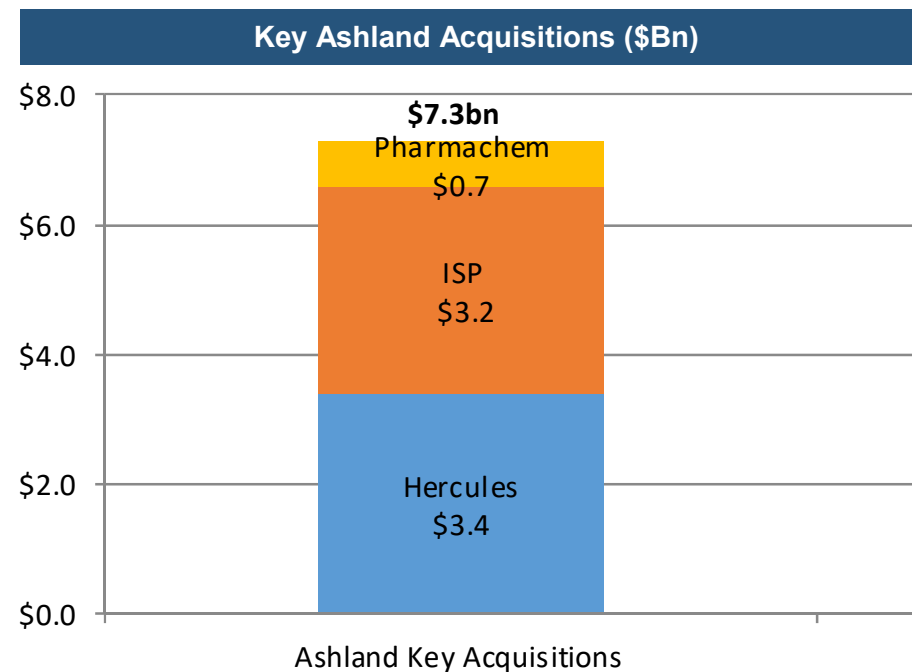 Key Ashland Acquisitions ($Bn)
$8.0
$7.3bn
Pharmachem
$0.7
$6.0
ISP
$3.2
$4.0
Hercules
$3.4
$2.0
$0.0
Ashland Key Acquisitions